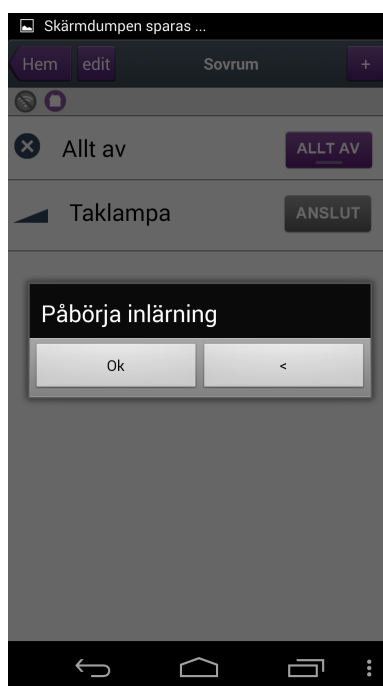 Skärmdumpen sparas ...
Hem edit Sovrum +
Allt av ALLT AV
Taklampa ANSLUT
Påbörja inlärning
Ok <